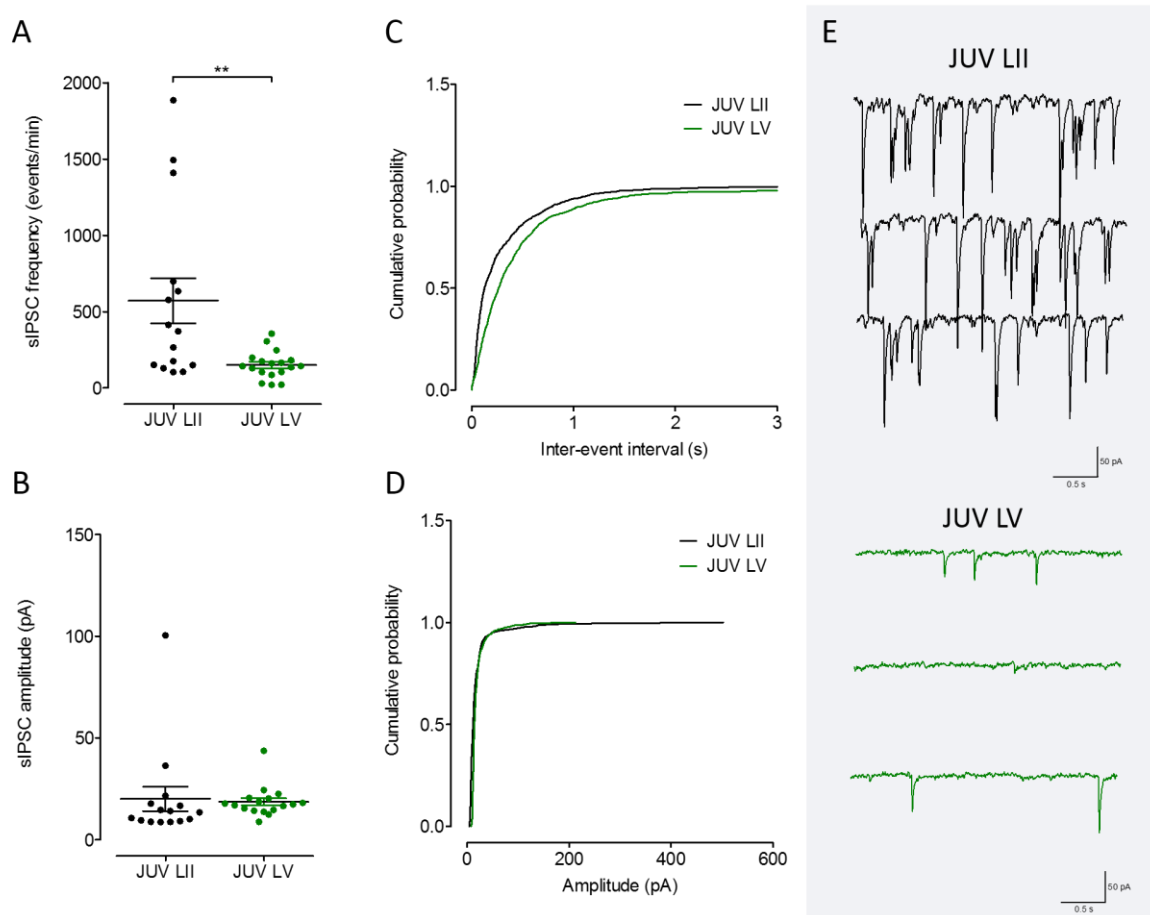 A
**
sIPSC frequency (events/min)
2000
1500
1000
500
0
JUV LII
JUV LV
B
sIPSC amplitude (pA)
150
100
50
0
JUV LII
JUV LV
C
Cumulative probability
1.5
1.0
0.5
0.0
JUV LII
JUV LV
0
1
2
3
Inter-event interval (s)
D
Cumulative probability
1.5
1.0
0.5
0.0
JUV LII
JUV LV
0
200
400
600
Amplitude (pA)
E
JUV LII
50 pA
0.5 s
JUV LV
50 pA
0.5 s